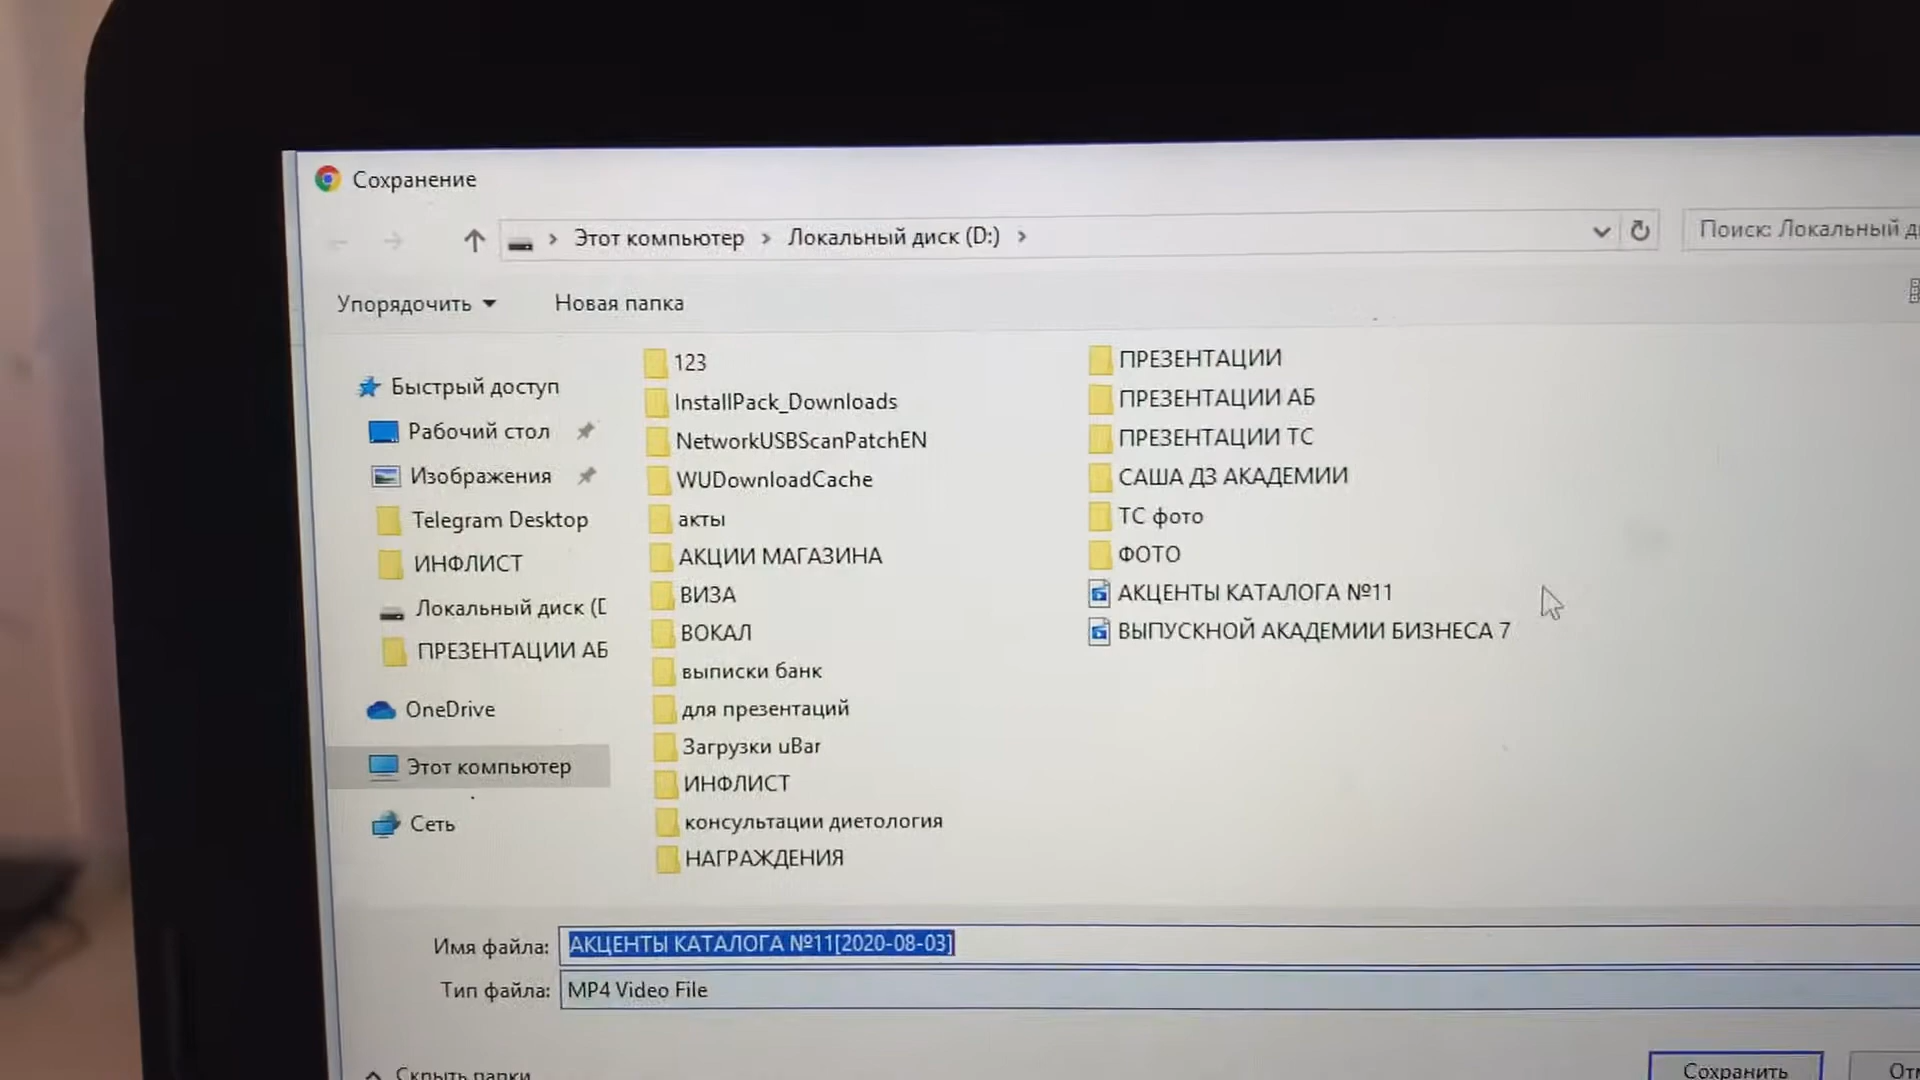 Сохранение
Этот компьютер › Локальный диск (D:) ›
Поиск: Локальный
Упорядочить
Новая папка
Быстрый доступ
Рабочий стол
Изображения
Telegram Desktop
ИНФЛИСТ
Локальный диск (
ПРЕЗЕНТАЦИИ АБ
OneDrive
Этот компьютер
Сеть
123
InstallPack_Downloads
NetworkUSBScanPatchEN
WUDownloadCache
акты
АКЦИИ МАГАЗИНА
ВИЗА
ВОКАЛ
выписки банк
для презентаций
Загрузки uBar
ИНФЛИСТ
консультации диетология
НАГРАЖДЕНИЯ
ПРЕЗЕНТАЦИИ
ПРЕЗЕНТАЦИИ АБ
ПРЕЗЕНТАЦИИ ТС
САША ДЗ АКАДЕМИИ
ТС фото
ФОТО
АКЦЕНТЫ КАТАЛОГА №11
ВЫПУСКНОЙ АКАДЕМИИ БИЗНЕСА 7
Имя файла: АКЦЕНТЫ КАТАЛОГА №11[2020-08-03]
Тип файла: MP4 Video File
Скрыть папки
Сохранить